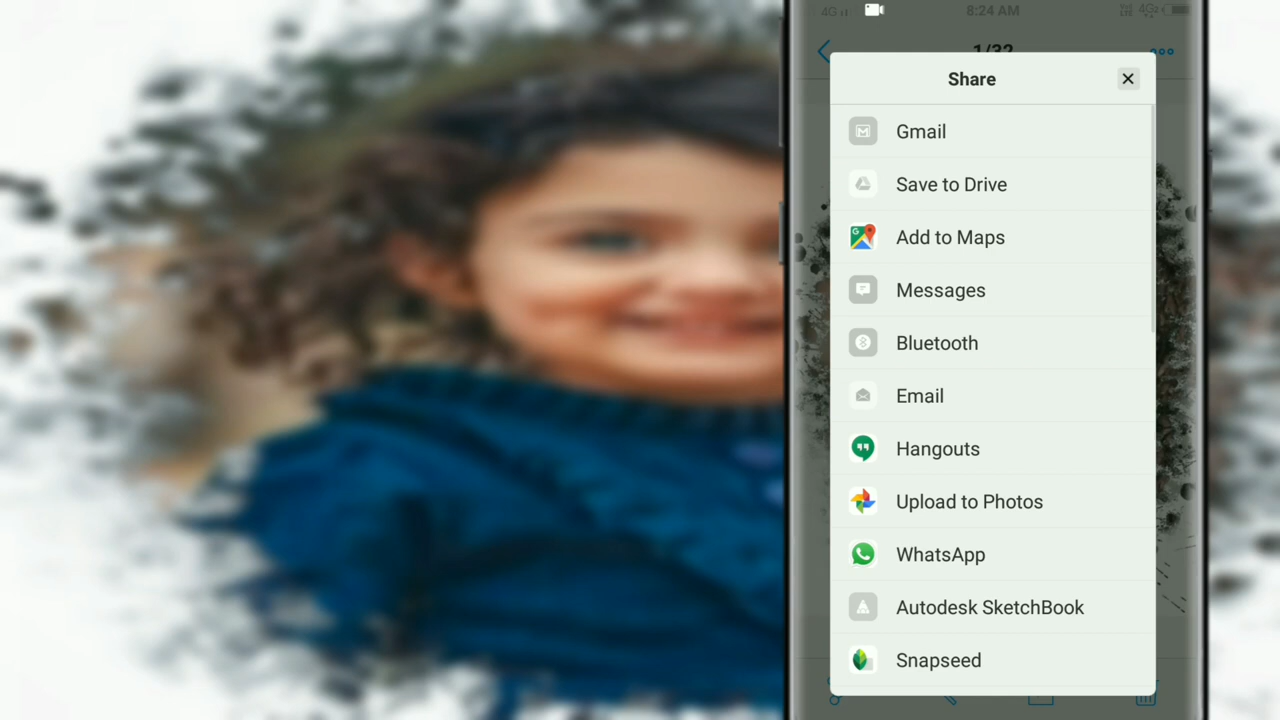 4G 8:24 AM 4G
1/32
Share
Gmail
Save to Drive
Add to Maps
Messages
Bluetooth
Email
Hangouts
Upload to Photos
WhatsApp
Autodesk SketchBook
Snapseed